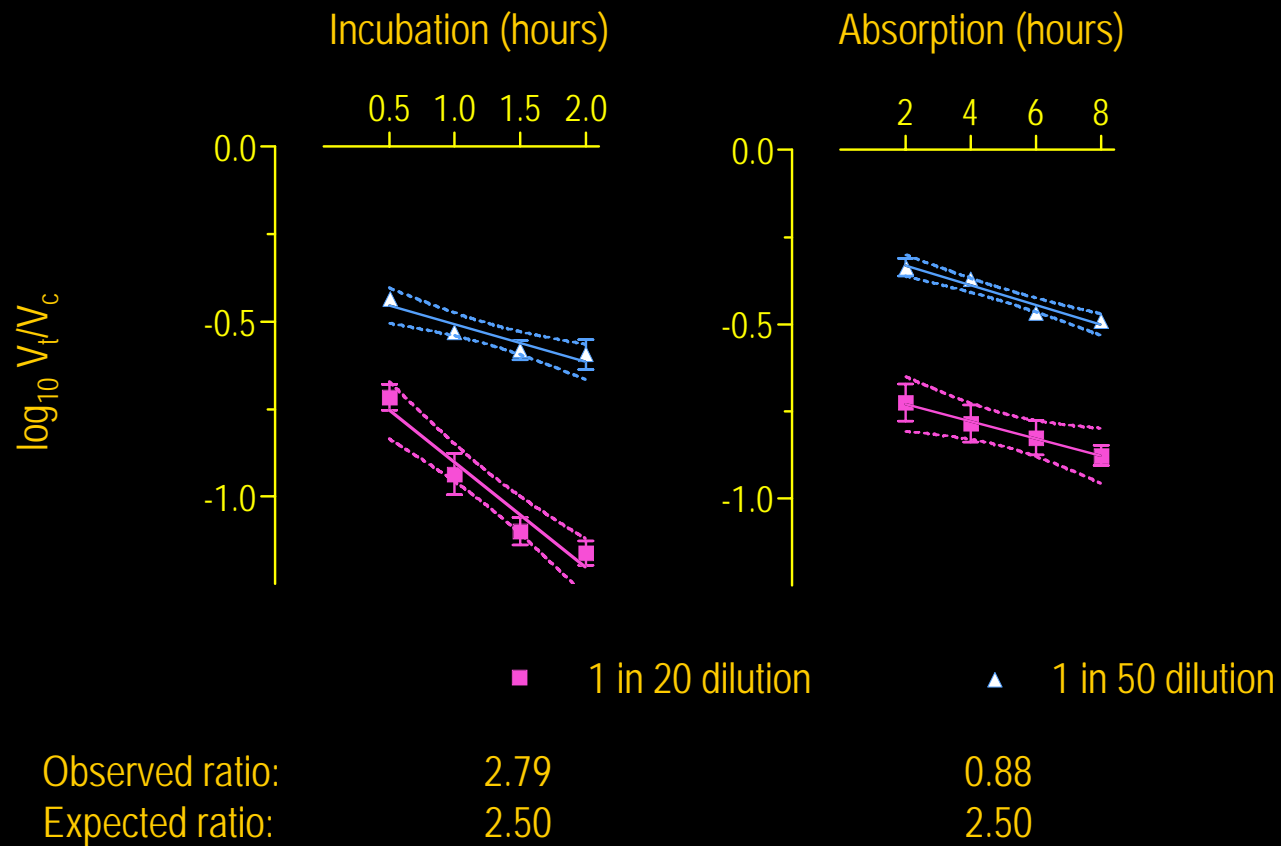 Incubation (hours)
Absorption (hours)
0.5 1.0 1.5 2.0
2 4 6 8
0.0
-0.5
-1.0
0.0
-0.5
-1.0
log10 Vt/Vc
1 in 20 dilution
1 in 50 dilution
Observed ratio: 2.79 0.88
Expected ratio: 2.50 2.50